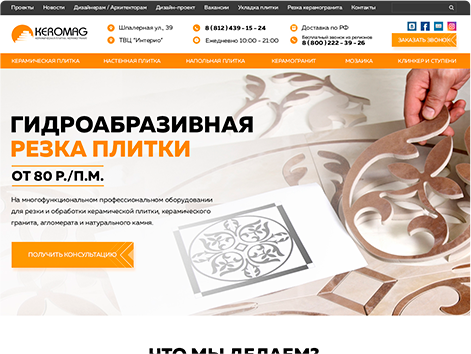 Проекты Новости Дизайнерам / Архитекторам Дизайн-проект Вакансии Укладка плитки Резка керамогранита Контакты
KEROMAG
Шпалерная ул., 39
ТВЦ "Интерио"
8 (812) 439 - 15 - 24
Ежедневно 10:00 - 21:00
Доставка по РФ
Бесплатный звонок из регионов
8 (800) 222 - 39 - 26
ЗАКАЗАТЬ ЗВОНОК
КЕРАМИЧЕСКАЯ ПЛИТКА НАСТЕННАЯ ПЛИТКА НАПОЛЬНАЯ ПЛИТКА КЕРАМОГРАНИТ МОЗАИКА КЛИНКЕР И СТУПЕНИ
ГИДРОАБРАЗИВНАЯ
РЕЗКА ПЛИТКИ
ОТ 80 Р./П.М.
На многофункциональном профессиональном оборудовании
для резки и обработки керамической плитки, керамического
гранита, агломерата и натурального камня.
ПОЛУЧИТЬ КОНСУЛЬТАЦИЮ
ЧТО МЫ ДЕЛАЕМ?